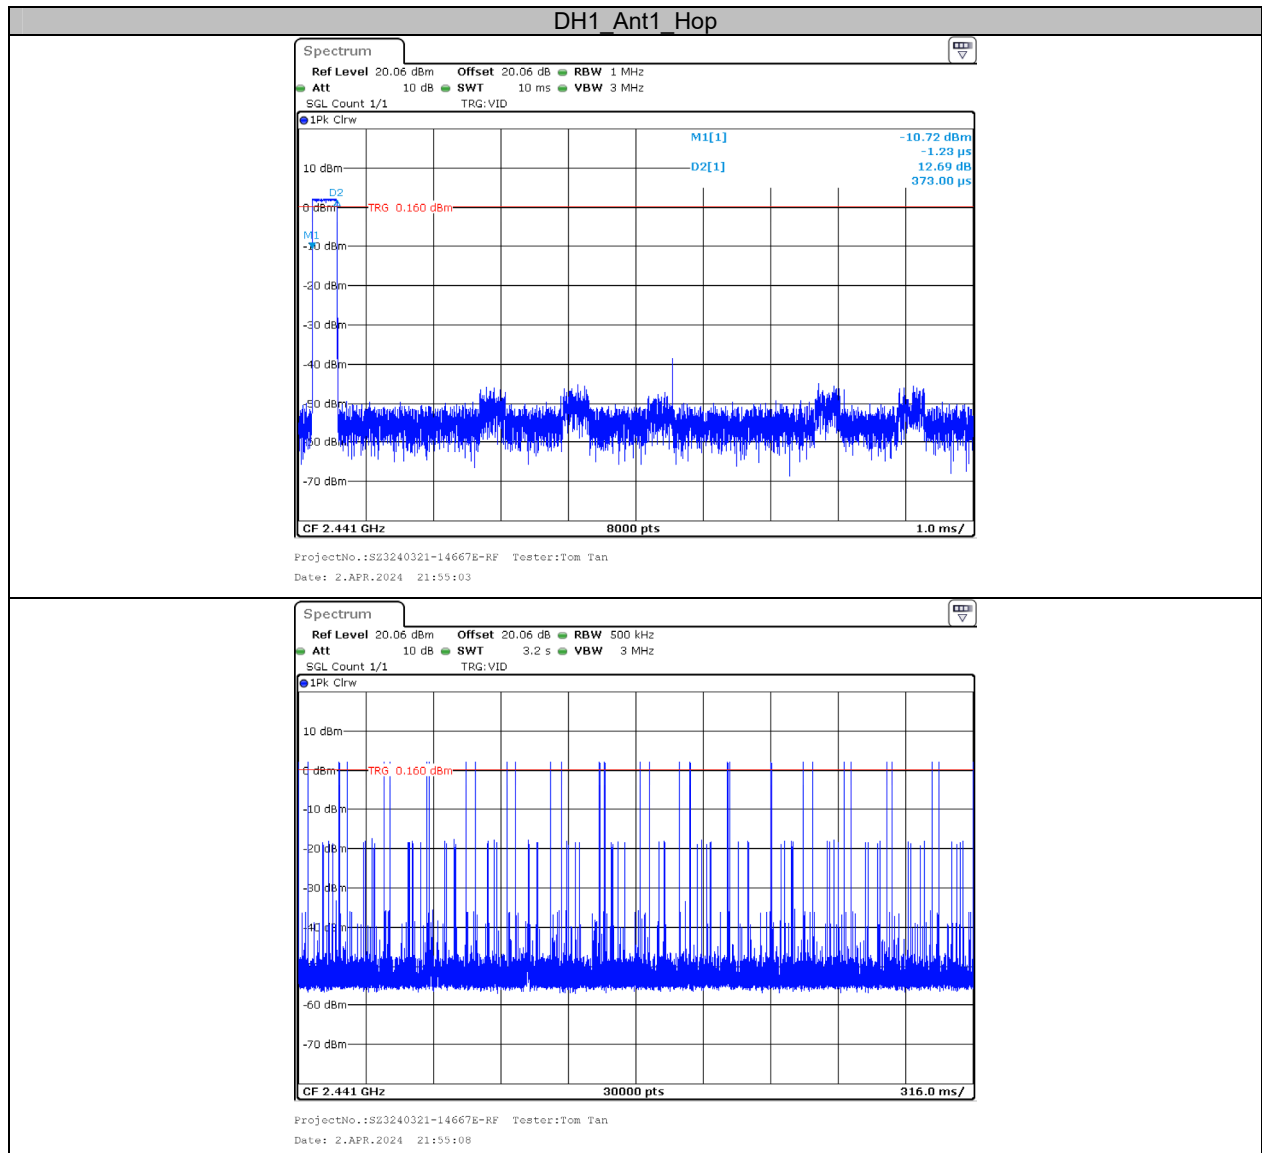 DH1_Ant1_Hop
Spectrum
Ref Level 20.06 dBm Offset 20.06 dB RBW 1 MHz
Att 10 dB SWT 10 ms VBW 3 MHz
SGL Count 1/1 TRG:VID
1Pk Clrw
M1[1] -10.72 dBm
-1.23 µs
10 dBm D2[1] 12.69 dB
373.00 µs
D2
0 dBm TRG 0.160 dBm
M1
-10 dBm
-20 dBm
-30 dBm
-40 dBm
-50 dBm
-60 dBm
-70 dBm
CF 2.441 GHz 8000 pts 1.0 ms/
ProjectNo.:SZ3240321-14667E-RF Tester:Tom Tan
Date: 2.APR.2024 21:55:03
Spectrum
Ref Level 20.06 dBm Offset 20.06 dB RBW 500 kHz
Att 10 dB SWT 3.2 s VBW 3 MHz
SGL Count 1/1 TRG:VID
1Pk Clrw
10 dBm
0 dBm TRG 0.160 dBm
-10 dBm
-20 dBm
-30 dBm
-40 dBm
-60 dBm
-70 dBm
CF 2.441 GHz 30000 pts 316.0 ms/
ProjectNo.:SZ3240321-14667E-RF Tester:Tom Tan
Date: 2.APR.2024 21:55:08